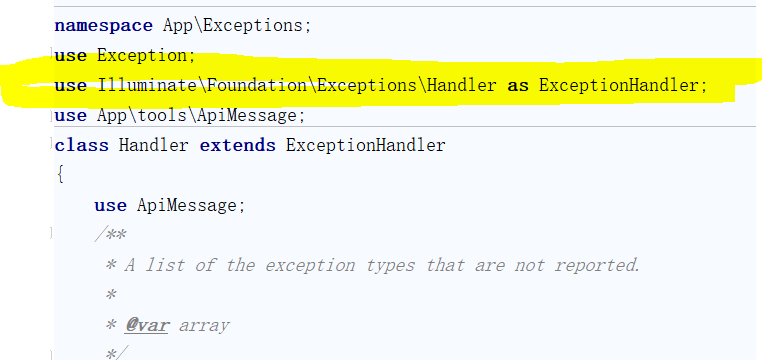 namespace App\Exceptions;
use Exception;
use Illuminate\Foundation\Exceptions\Handler as ExceptionHandler;
use App\tools\ApiMessage;
class Handler extends ExceptionHandler
{
use ApiMessage;
/**
* A list of the exception types that are not reported.
*
* @var array
*/